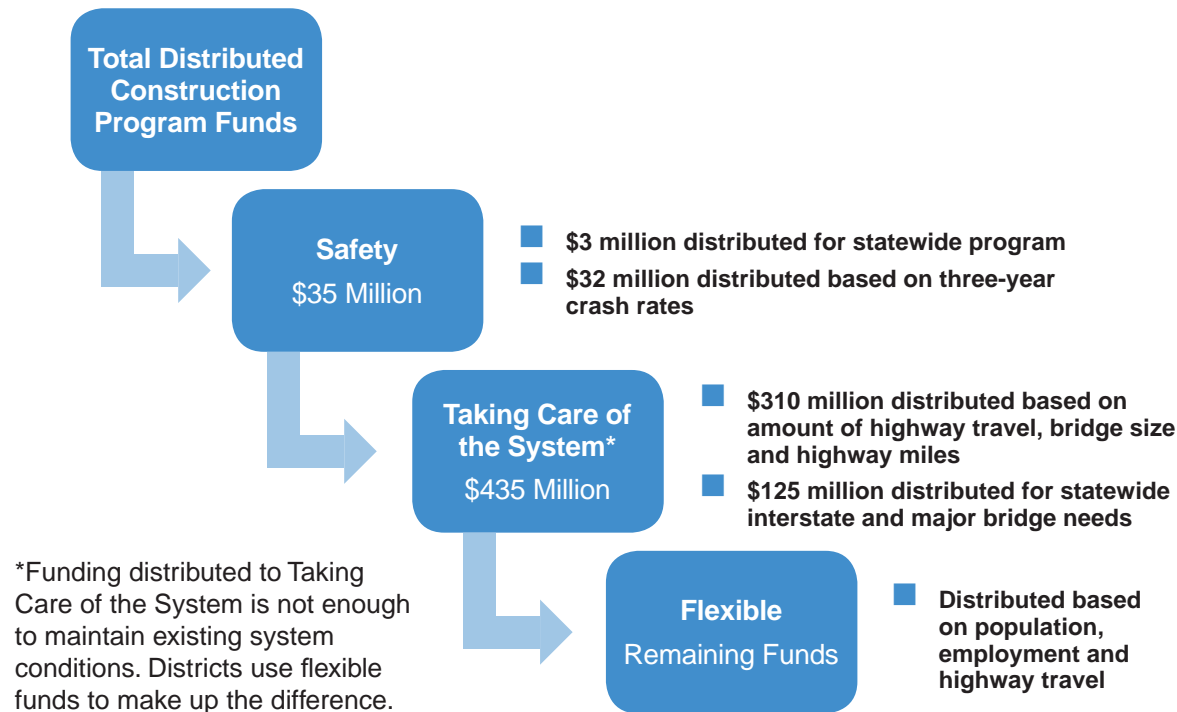 Total Distributed
Construction
Program Funds
Safety
$35 Million
$3 million distributed for statewide program
$32 million distributed based on three-year
crash rates
Taking Care of
the System*
$435 Million
$310 million distributed based on
amount of highway travel, bridge size
and highway miles
$125 million distributed for statewide
interstate and major bridge needs
*Funding distributed to Taking
Care of the System is not enough
to maintain existing system
conditions. Districts use flexible
funds to make up the difference.
Flexible
Remaining Funds
Distributed based
on population,
employment and
highway travel